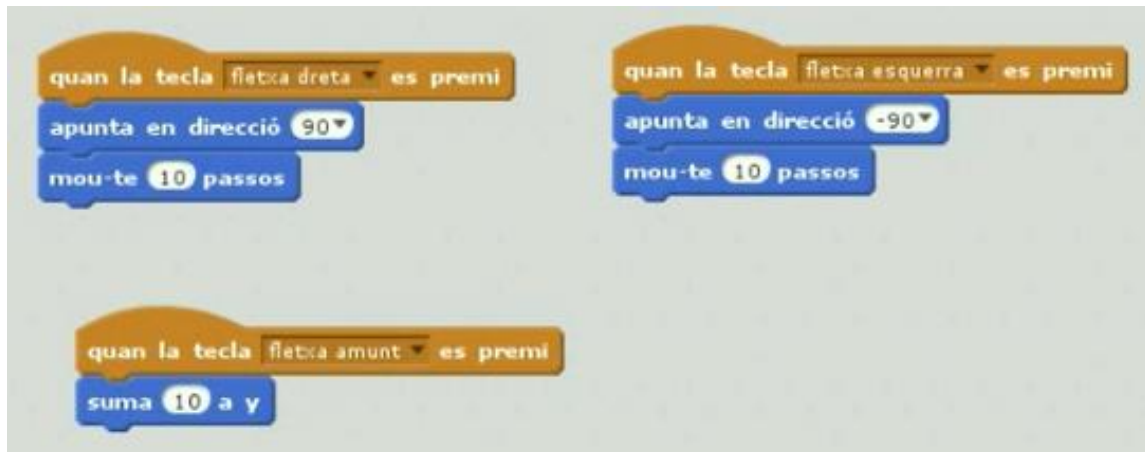 quan la tecla fletxa dreta es premi
apunta en direcció 90
mou-te 10 passos
quan la tecla fletxa esquerra es premi
apunta en direcció -90
mou-te 10 passos
quan la tecla fletxa amunt es premi
suma 10 a y